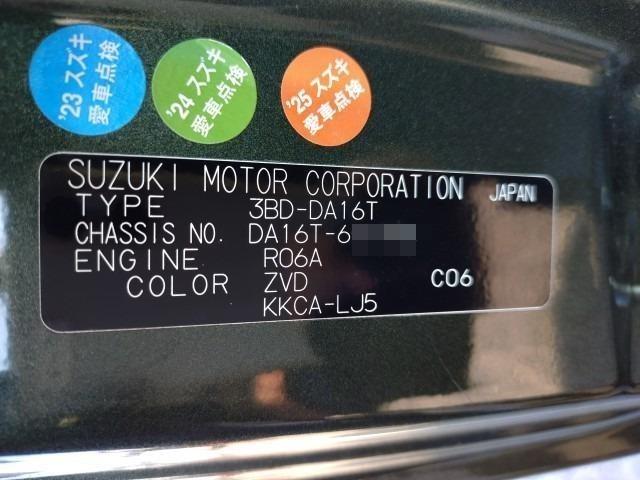 '23 スズキ
愛車点検
'24 スズキ
愛車点検
'25 スズキ
愛車点検
SUZUKI MOTOR CORPORATION JAPAN
TYPE 3BD-DA16T
CHASSIS NO. DA16T-6
ENGINE R06A
COLOR ZVD C06
KKCA-LJ5